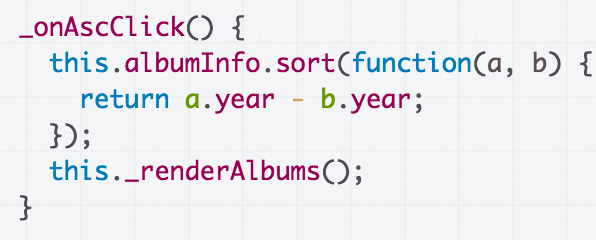 _onAscClick() {
  this.albumInfo.sort(function(a, b) {
    return a.year - b.year;
  });
  this._renderAlbums();
}